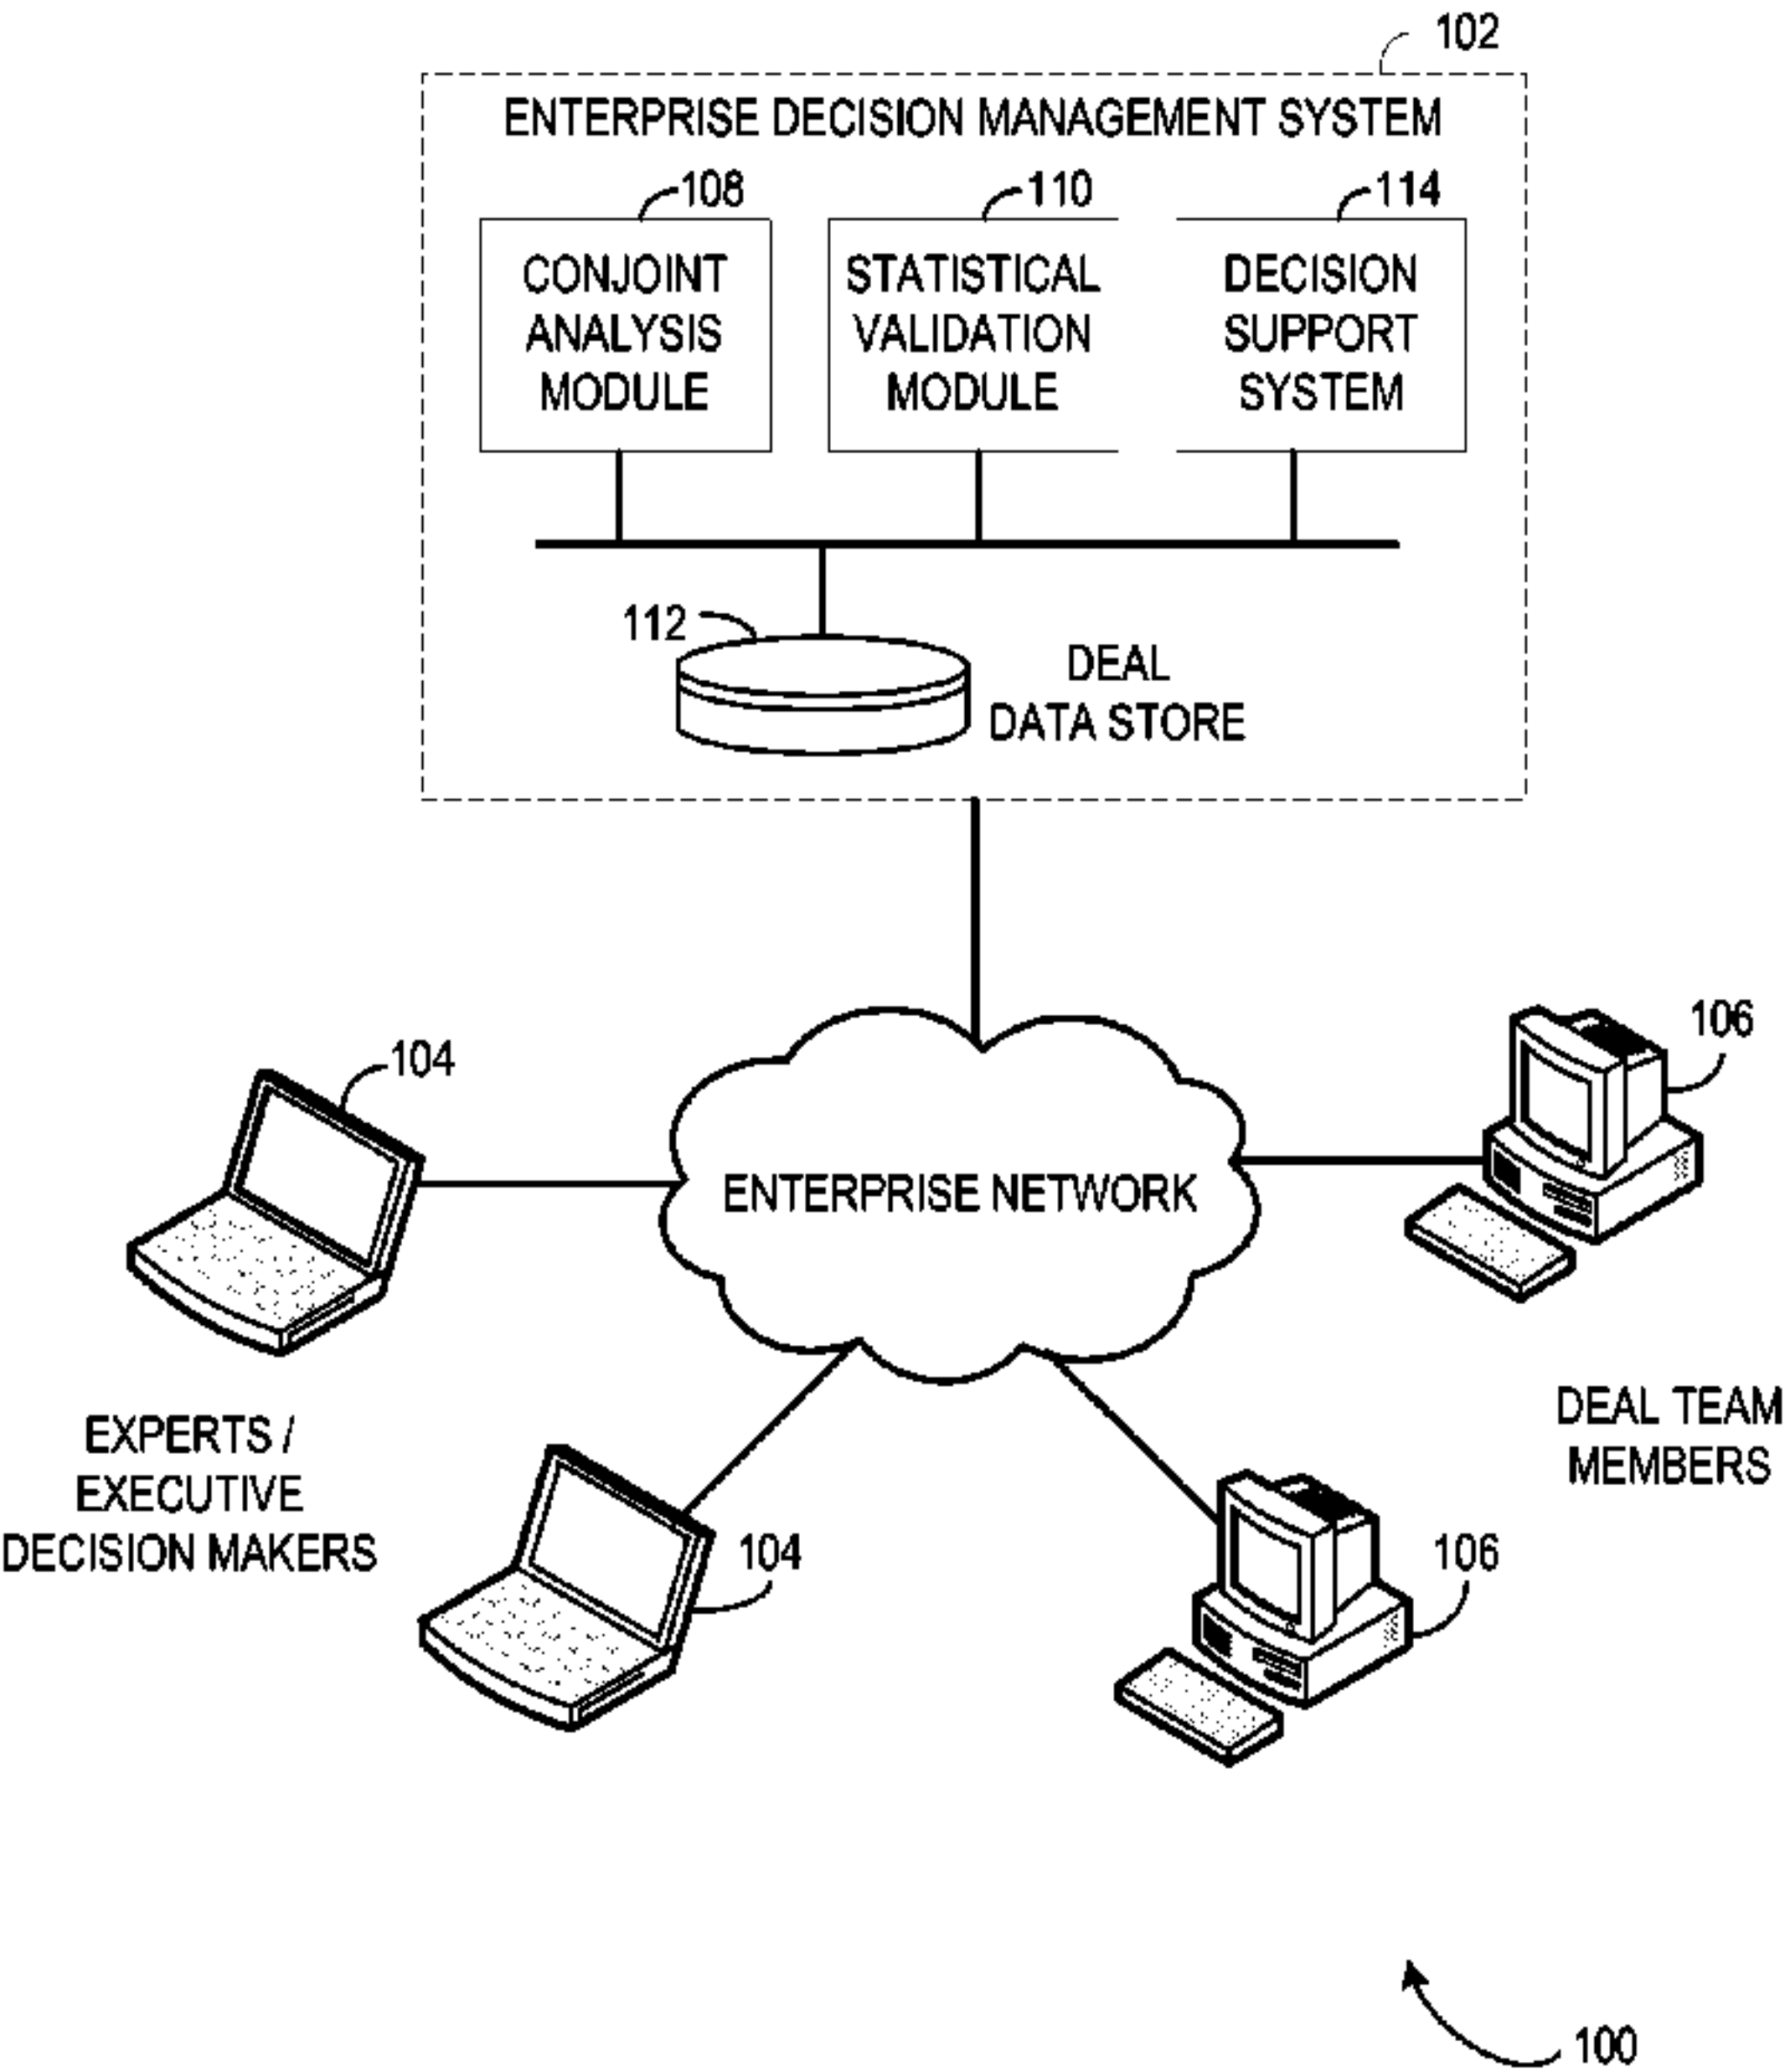 102
ENTERPRISE DECISION MANAGEMENT SYSTEM
108
CONJOINT
ANALYSIS
MODULE
110
STATISTICAL
VALIDATION
MODULE
114
DECISION
SUPPORT
SYSTEM
112
DEAL
DATA STORE
104
106
ENTERPRISE NETWORK
EXPERTS /
EXECUTIVE
DECISION MAKERS
104
DEAL TEAM
MEMBERS
106
100